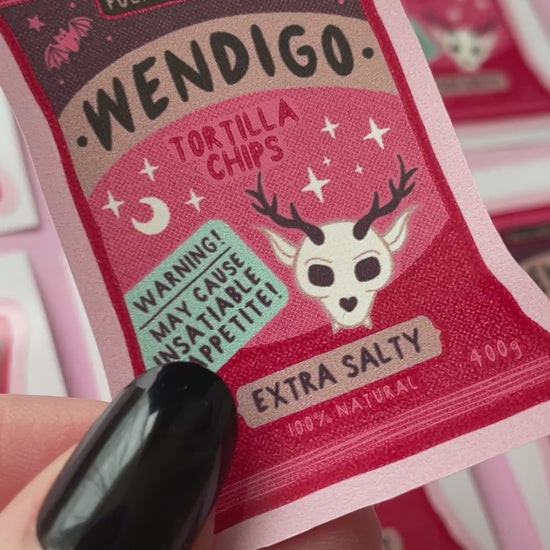 WENDIGO
TORTILLA
CHIPS
WARNING!
MAY CAUSE
INSATIABLE
APPETITE!
EXTRA SALTY
400g
100% NATURAL